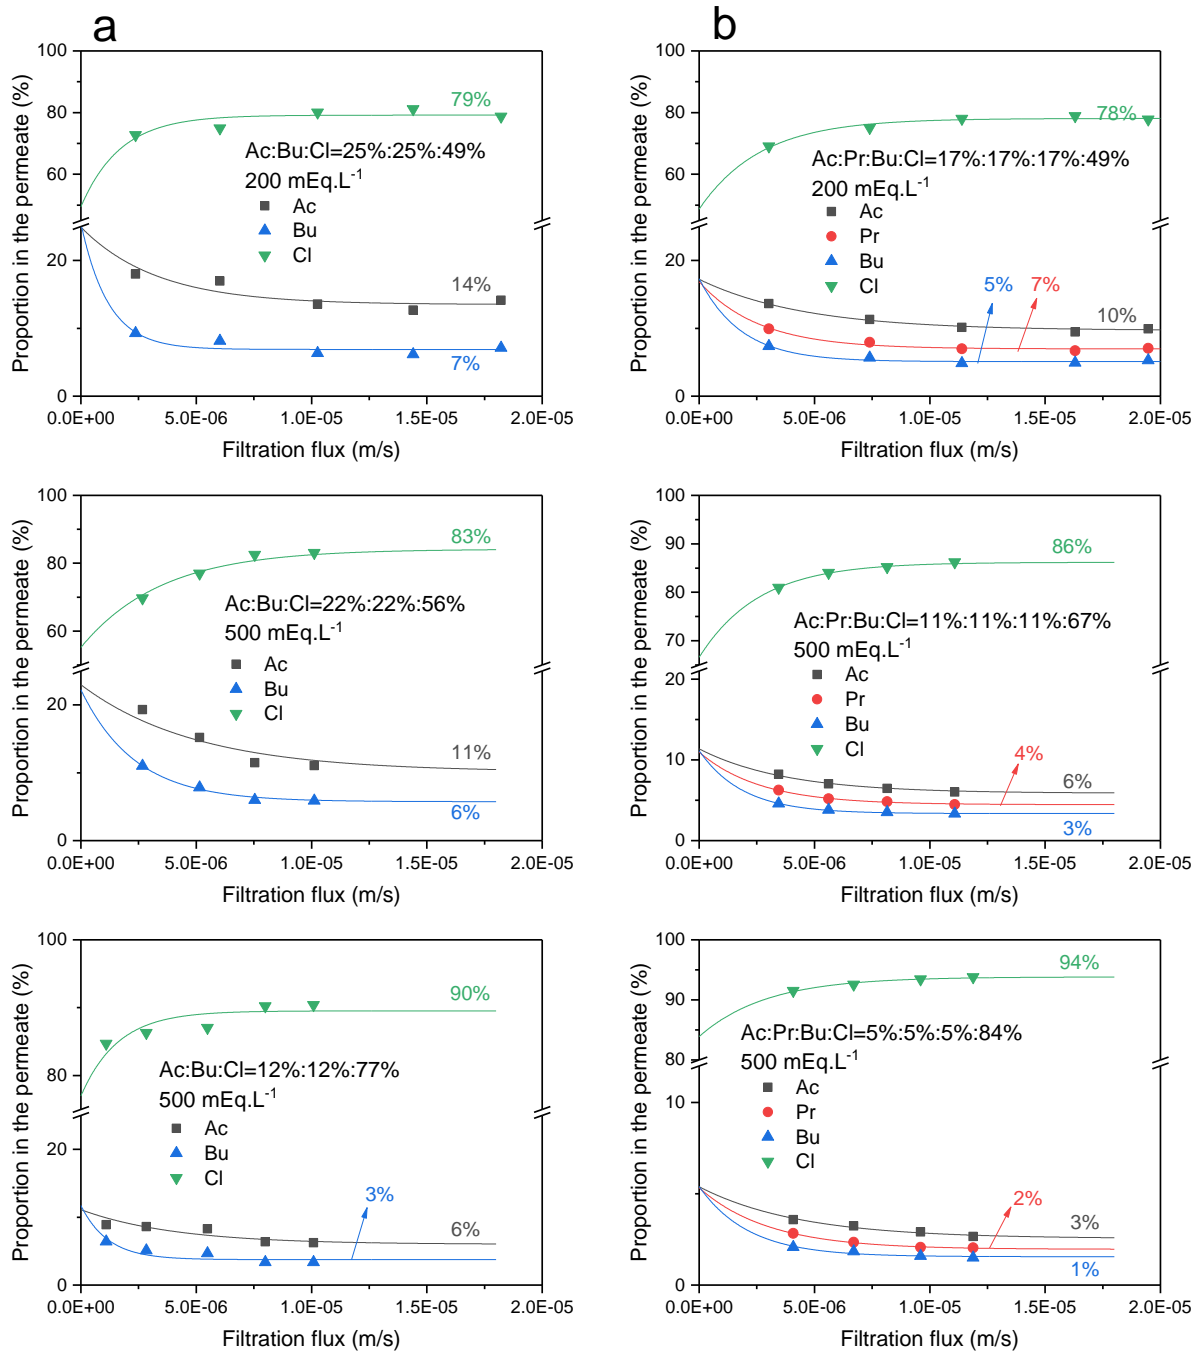 a
100
80
60
20
0
Proportion in the permeate (%)
79%
Ac:Bu:Cl=25%:25%:49%
200 mEq.L-1
Ac
Bu
Cl
14%
7%
0.0E+00
5.0E-06
1.0E-05
1.5E-05
2.0E-05
Filtration flux (m/s)
b
100
80
60
20
0
Proportion in the permeate (%)
78%
Ac:Pr:Bu:Cl=17%:17%:17%:49%
200 mEq.L-1
Ac
Pr
Bu
Cl
5%
7%
10%
0.0E+00
5.0E-06
1.0E-05
1.5E-05
2.0E-05
Filtration flux (m/s)
100
80
60
20
0
Proportion in the permeate (%)
83%
Ac:Bu:Cl=22%:22%:56%
500 mEq.L-1
Ac
Bu
Cl
11%
6%
0.0E+00
5.0E-06
1.0E-05
1.5E-05
2.0E-05
Filtration flux (m/s)
100
90
80
70
20
10
0
Proportion in the permeate (%)
86%
Ac:Pr:Bu:Cl=11%:11%:11%:67%
500 mEq.L-1
Ac
Pr
Bu
Cl
4%
6%
3%
0.0E+00
5.0E-06
1.0E-05
1.5E-05
2.0E-05
Filtration flux (m/s)
100
80
20
0
Proportion in the permeate (%)
90%
Ac:Bu:Cl=12%:12%:77%
500 mEq.L-1
Ac
Bu
Cl
3%
6%
0.0E+00
5.0E-06
1.0E-05
1.5E-05
2.0E-05
Filtration flux (m/s)
100
90
80
10
0
Proportion in the permeate (%)
94%
Ac:Pr:Bu:Cl=5%:5%:5%:84%
500 mEq.L-1
Ac
Pr
Bu
Cl
2%
3%
1%
0.0E+00
5.0E-06
1.0E-05
1.5E-05
2.0E-05
Filtration flux (m/s)